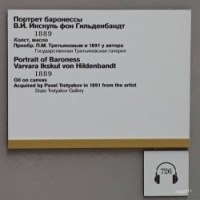 Портрет баронессы
В.И. Икскуль фон Гильденбандт
1889
Холст, масло
Приобр. П.М. Третьяковым в 1891 у автора
Государственная Третьяковская галерея
Portrait of Baroness
Varvara Ikskul von Hildenbandt
1889
Oil on canvas
Acquired by Pavel Tretyakov in 1891 from the artist
State Tretyakov Gallery
726